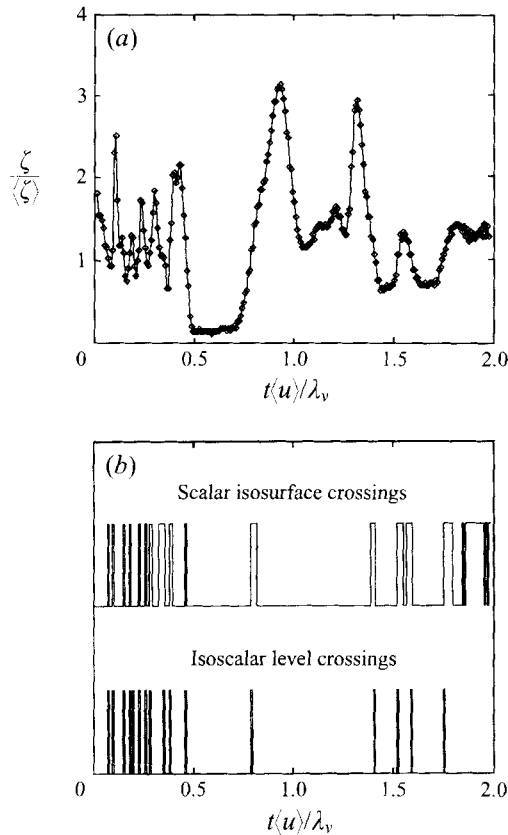 (a)
4
3
ζ
⟨ζ⟩
2
1
0
0.5
1.0
1.5
2.0
t⟨u⟩/λᵥ
(b)
Scalar isosurface crossings
Isoscalar level crossings
0
0.5
1.0
1.5
2.0
t⟨u⟩/λᵥ